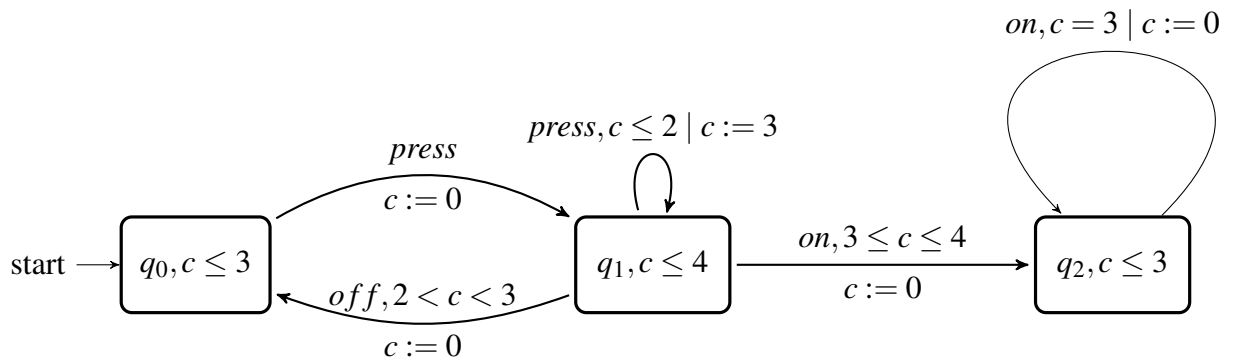 on, c = 3 | c := 0
press, c ≤ 2 | c := 3
press
c := 0
start
q₀, c ≤ 3
q₁, c ≤ 4
on, 3 ≤ c ≤ 4
c := 0
q₂, c ≤ 3
off, 2 < c < 3
c := 0